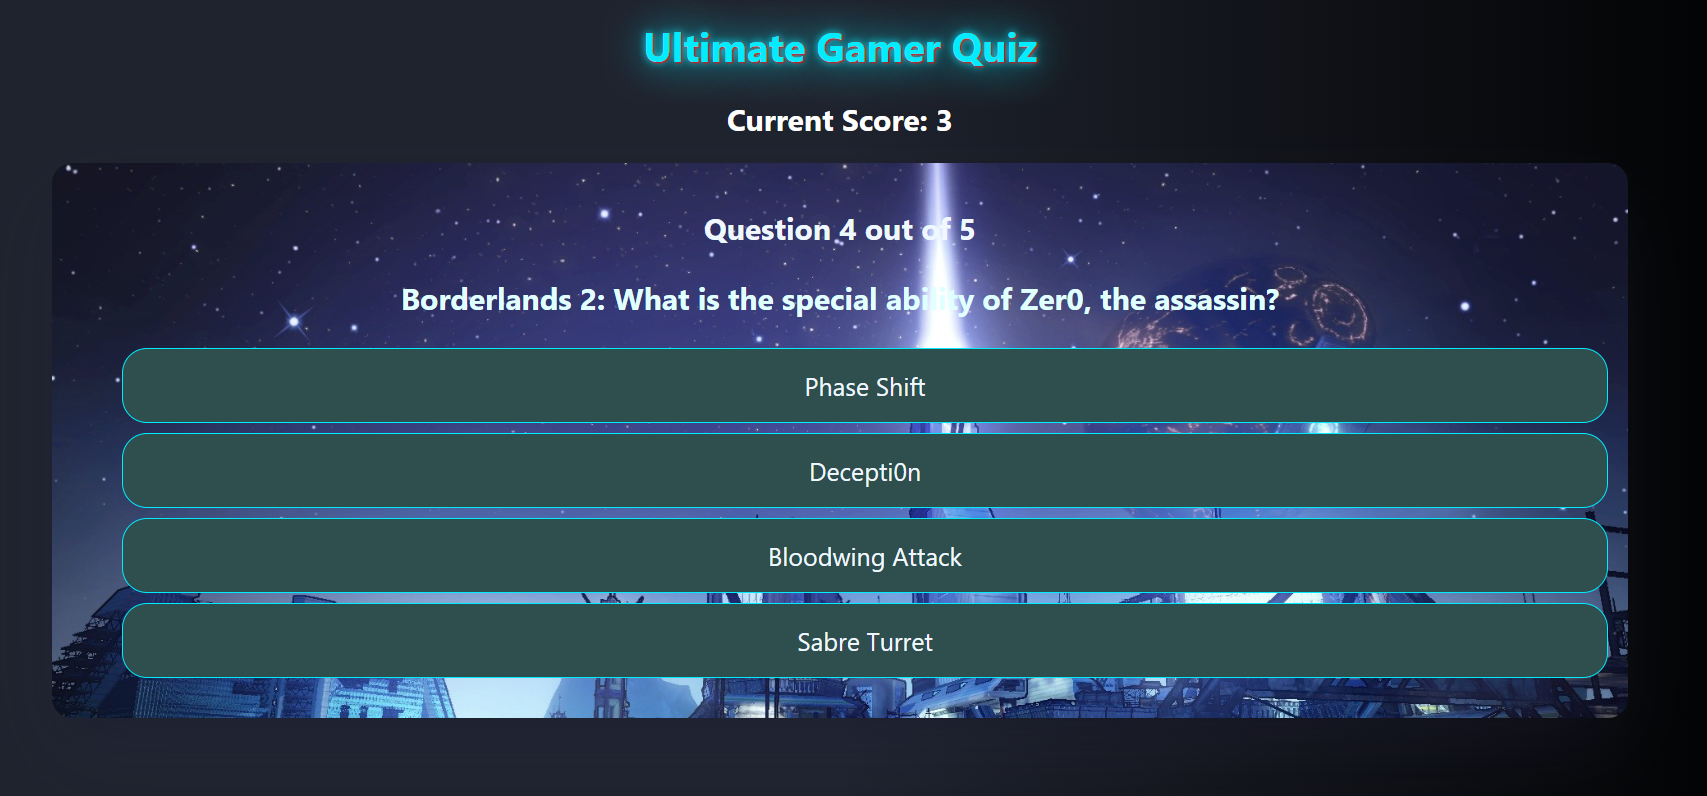 Ultimate Gamer Quiz
Current Score: 3
Question 4 out of 5
Borderlands 2: What is the special ability of Zer0, the assassin?
Phase Shift
Decepti0n
Bloodwing Attack
Sabre Turret